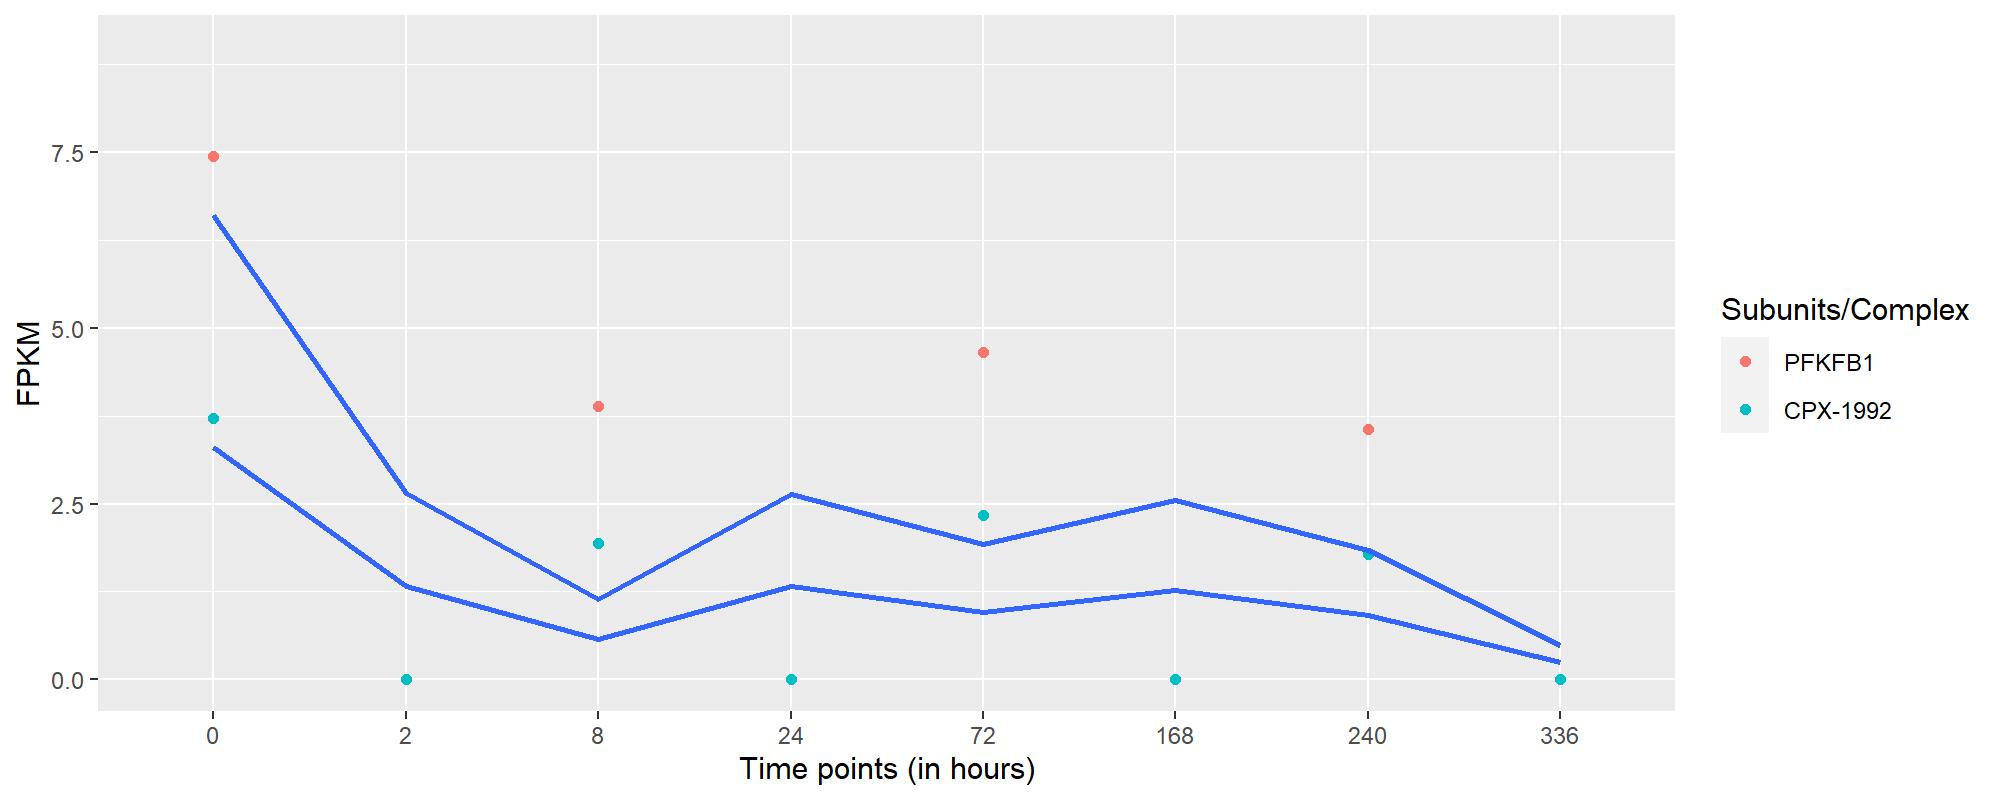 FPKM
7.5
5.0
2.5
0.0
0 2 8 24 72 168 240 336
Time points (in hours)
Subunits/Complex
PFKFB1
CPX-1992